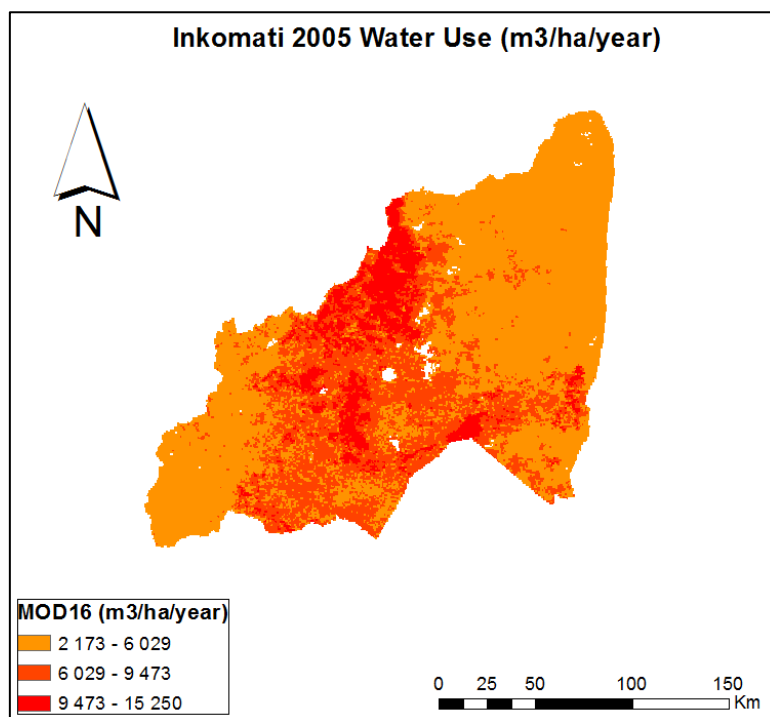 Inkomati 2005 Water Use (m3/ha/year)
N
MOD16 (m3/ha/year)
2 173 - 6 029
6 029 - 9 473
9 473 - 15 250
0 25 50 100 150
Km